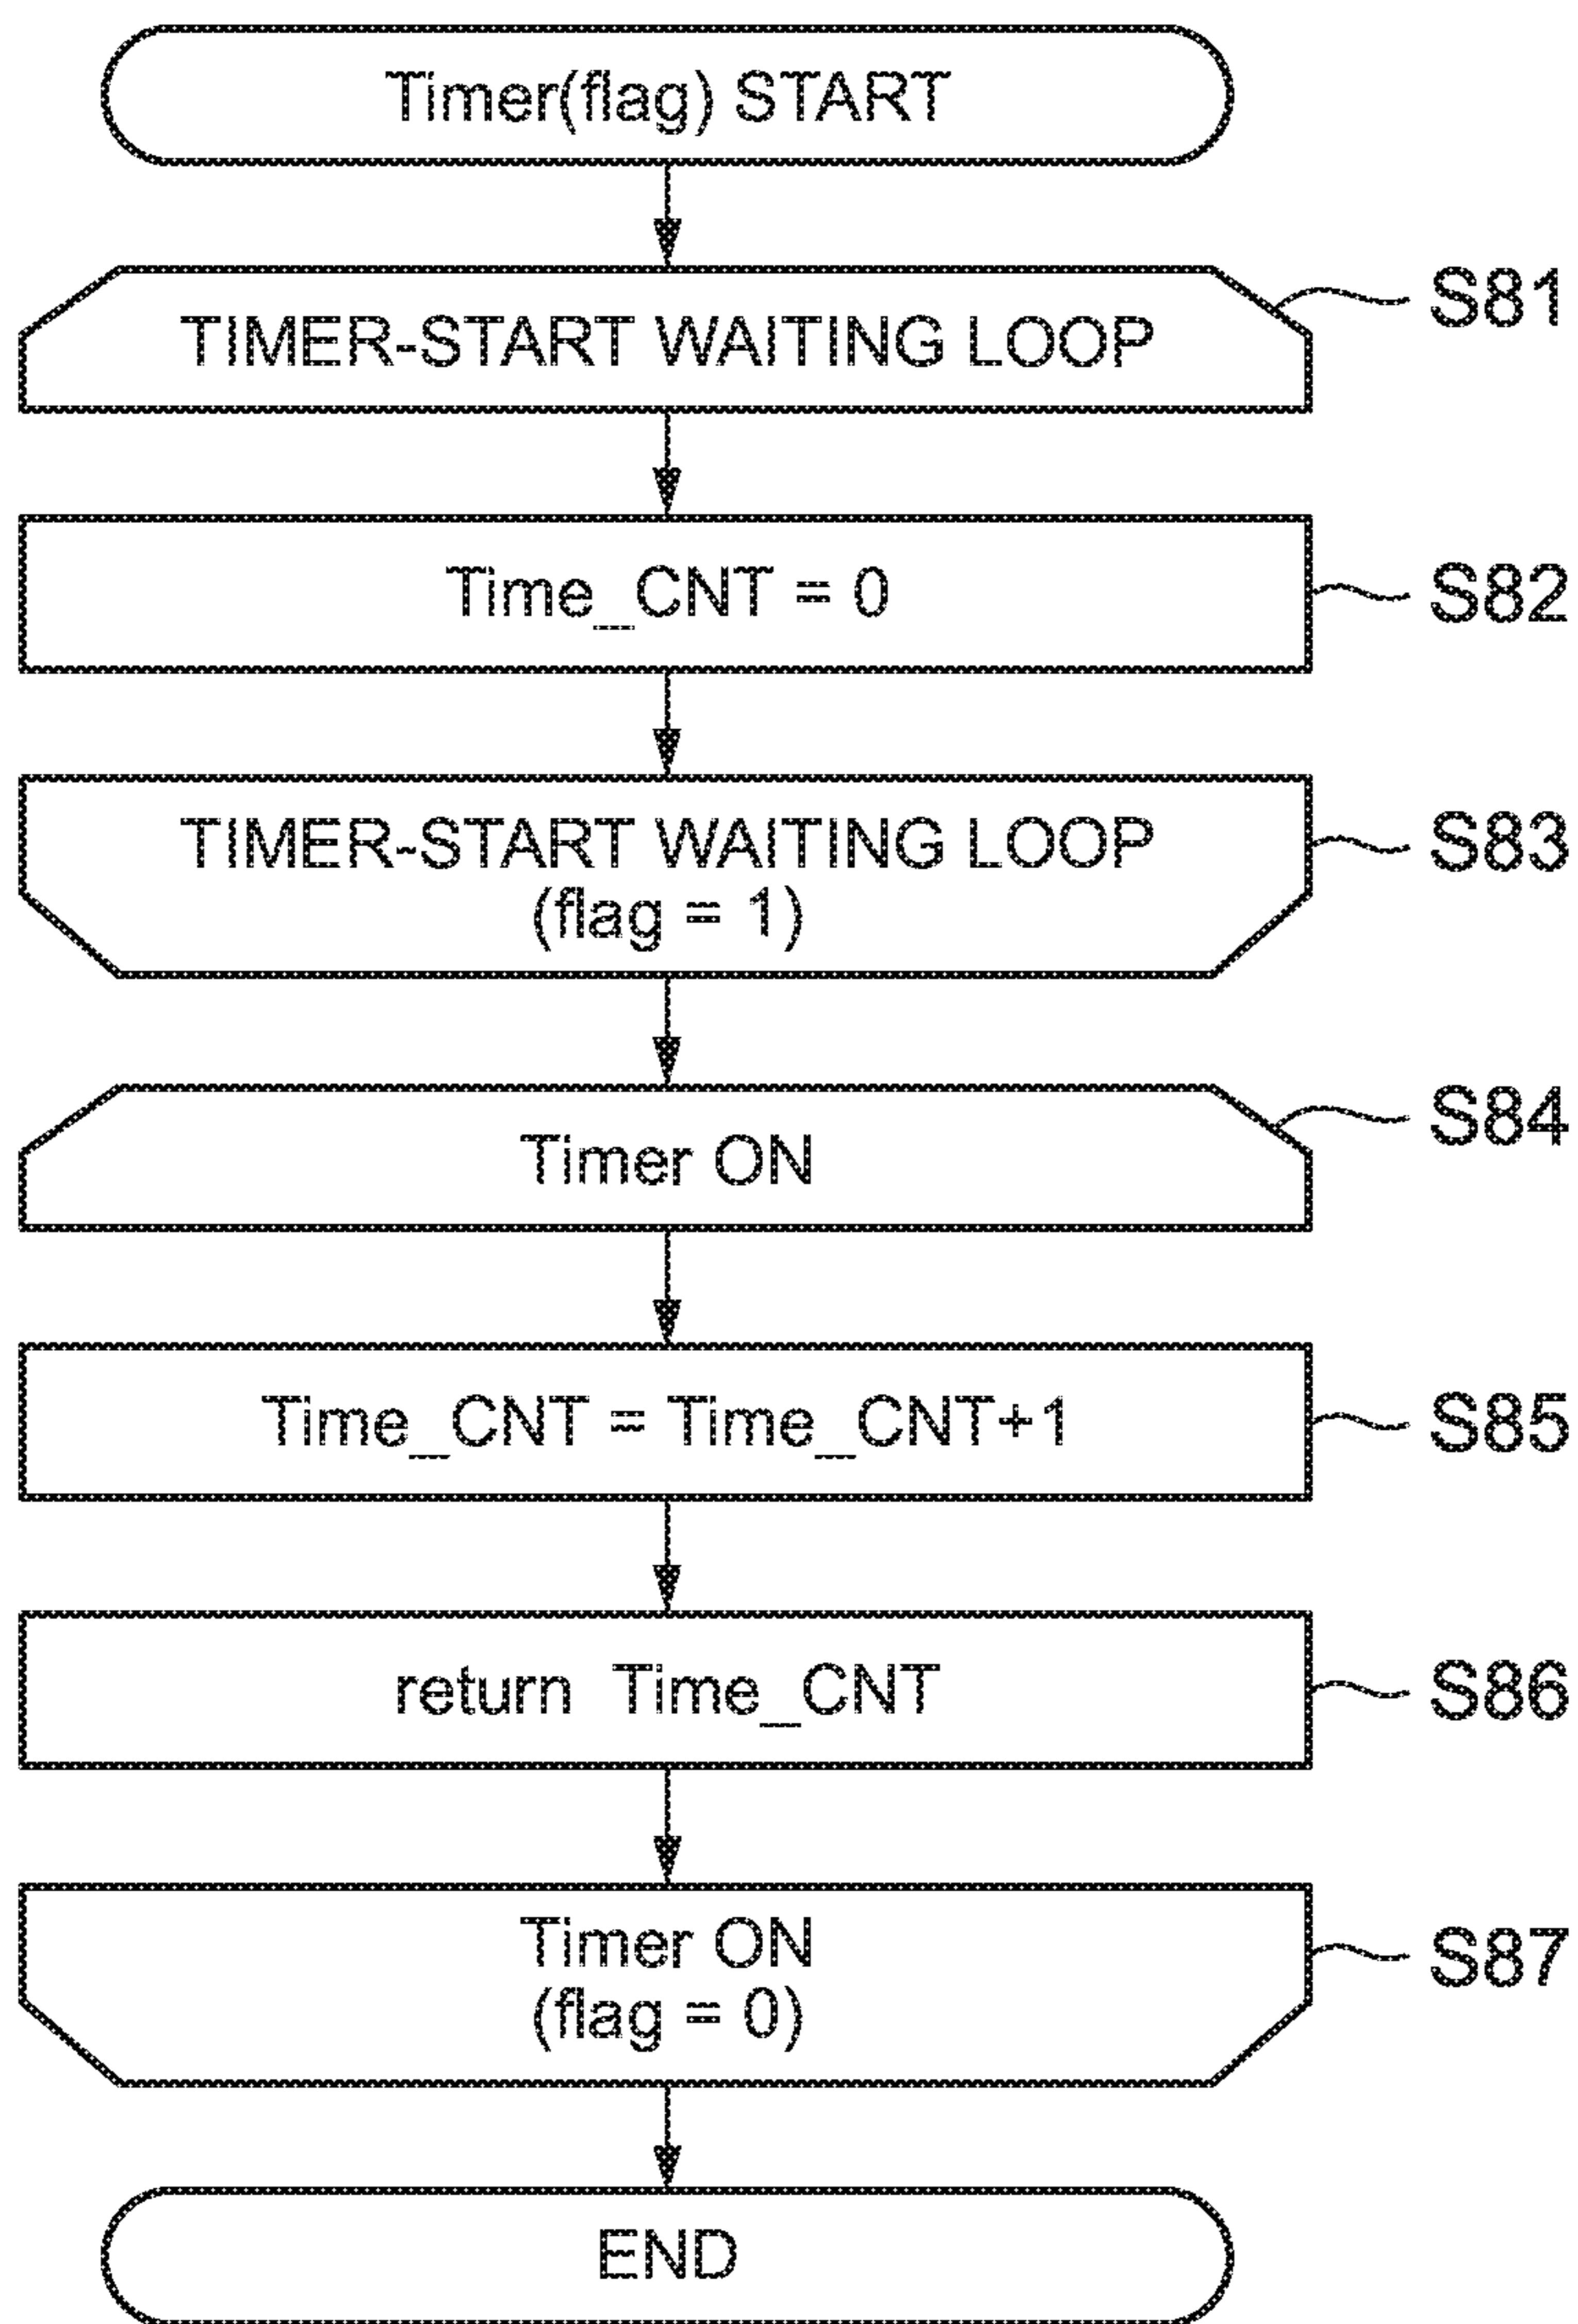 Timer(flag) START
TIMER-START WAITING LOOP
S81
Time_CNT = 0
S82
TIMER-START WAITING LOOP
(flag = 1)
S83
Timer ON
S84
Time_CNT = Time_CNT+1
S85
return Time_CNT
S86
Timer ON
(flag = 0)
S87
END